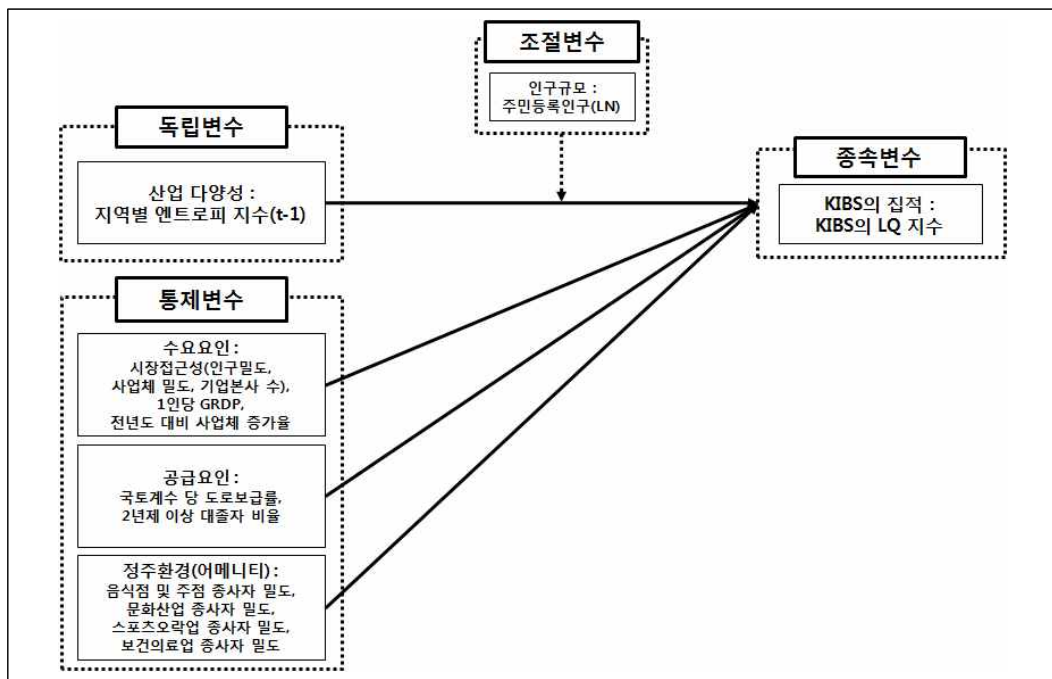 조절변수
인구규모 :
주민등록인구(LN)
독립변수
산업 다양성 :
지역별 엔트로피 지수(t-1)
종속변수
KIBS의 집적 :
KIBS의 LQ 지수
통제변수
수요요인 :
시장접근성(인구밀도,
사업체 밀도, 기업본사 수),
1인당 GRDP,
전년도 대비 사업체 증가율
공급요인 :
국토계수 당 도로보급률,
2년제 이상 대졸자 비율
정주환경(어메니티) :
음식점 및 주점 종사자 밀도,
문화산업 종사자 밀도,
스포츠오락업 종사자 밀도,
보건의료업 종사자 밀도